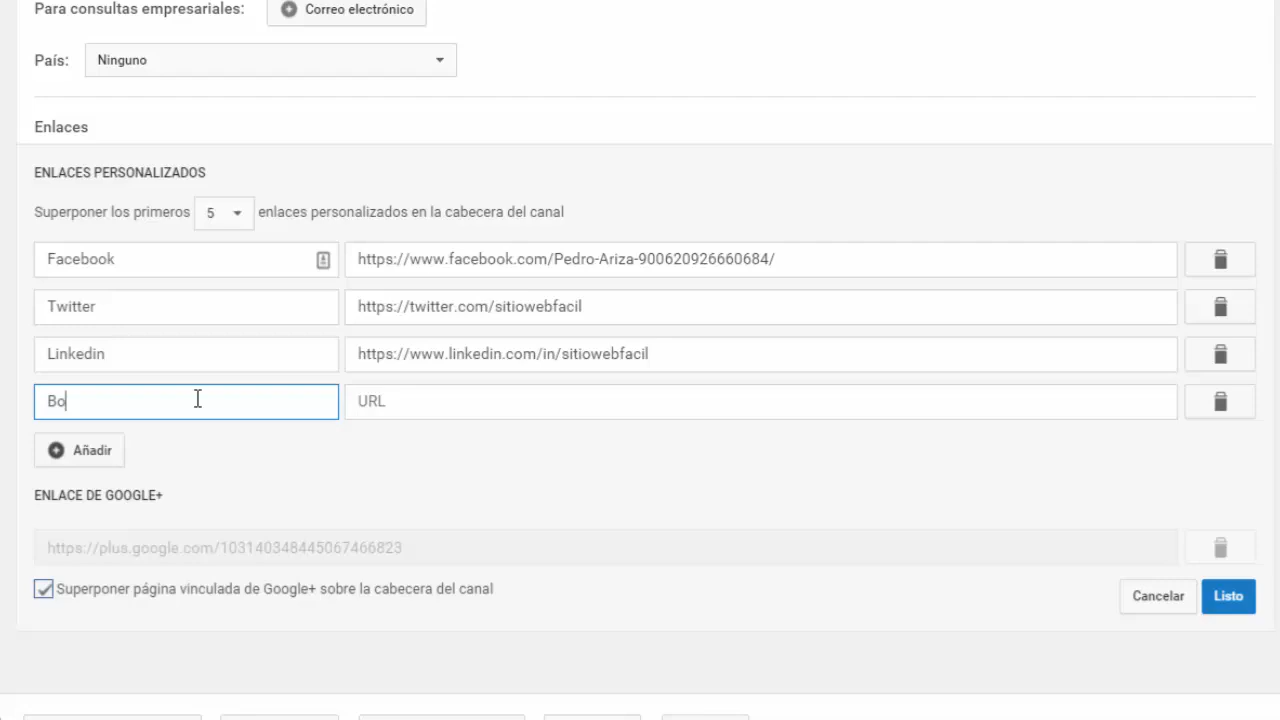 Para consultas empresariales: Correo electrónico
País: Ninguno
Enlaces
ENLACES PERSONALIZADOS
Superponer los primeros 5 enlaces personalizados en la cabecera del canal
Facebook https://www.facebook.com/Pedro-Ariza-900620926660684/
Twitter https://twitter.com/sitiowebfacil
Linkedin https://www.linkedin.com/in/sitiowebfacil
Bo URL
Añadir
ENLACE DE GOOGLE+
https://plus.google.com/103140348445067466823
Superponer página vinculada de Google+ sobre la cabecera del canal
Cancelar Listo